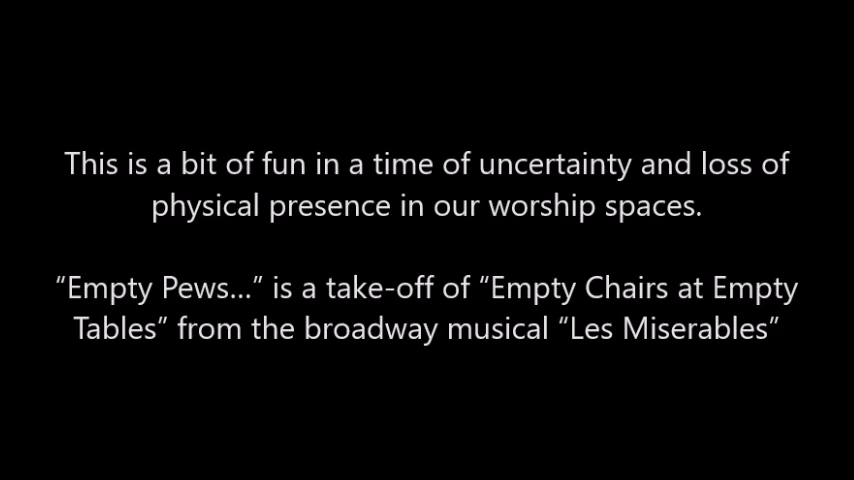 This is a bit of fun in a time of uncertainty and loss of
physical presence in our worship spaces.
“Empty Pews...” is a take-off of “Empty Chairs at Empty
Tables” from the broadway musical “Les Miserables”